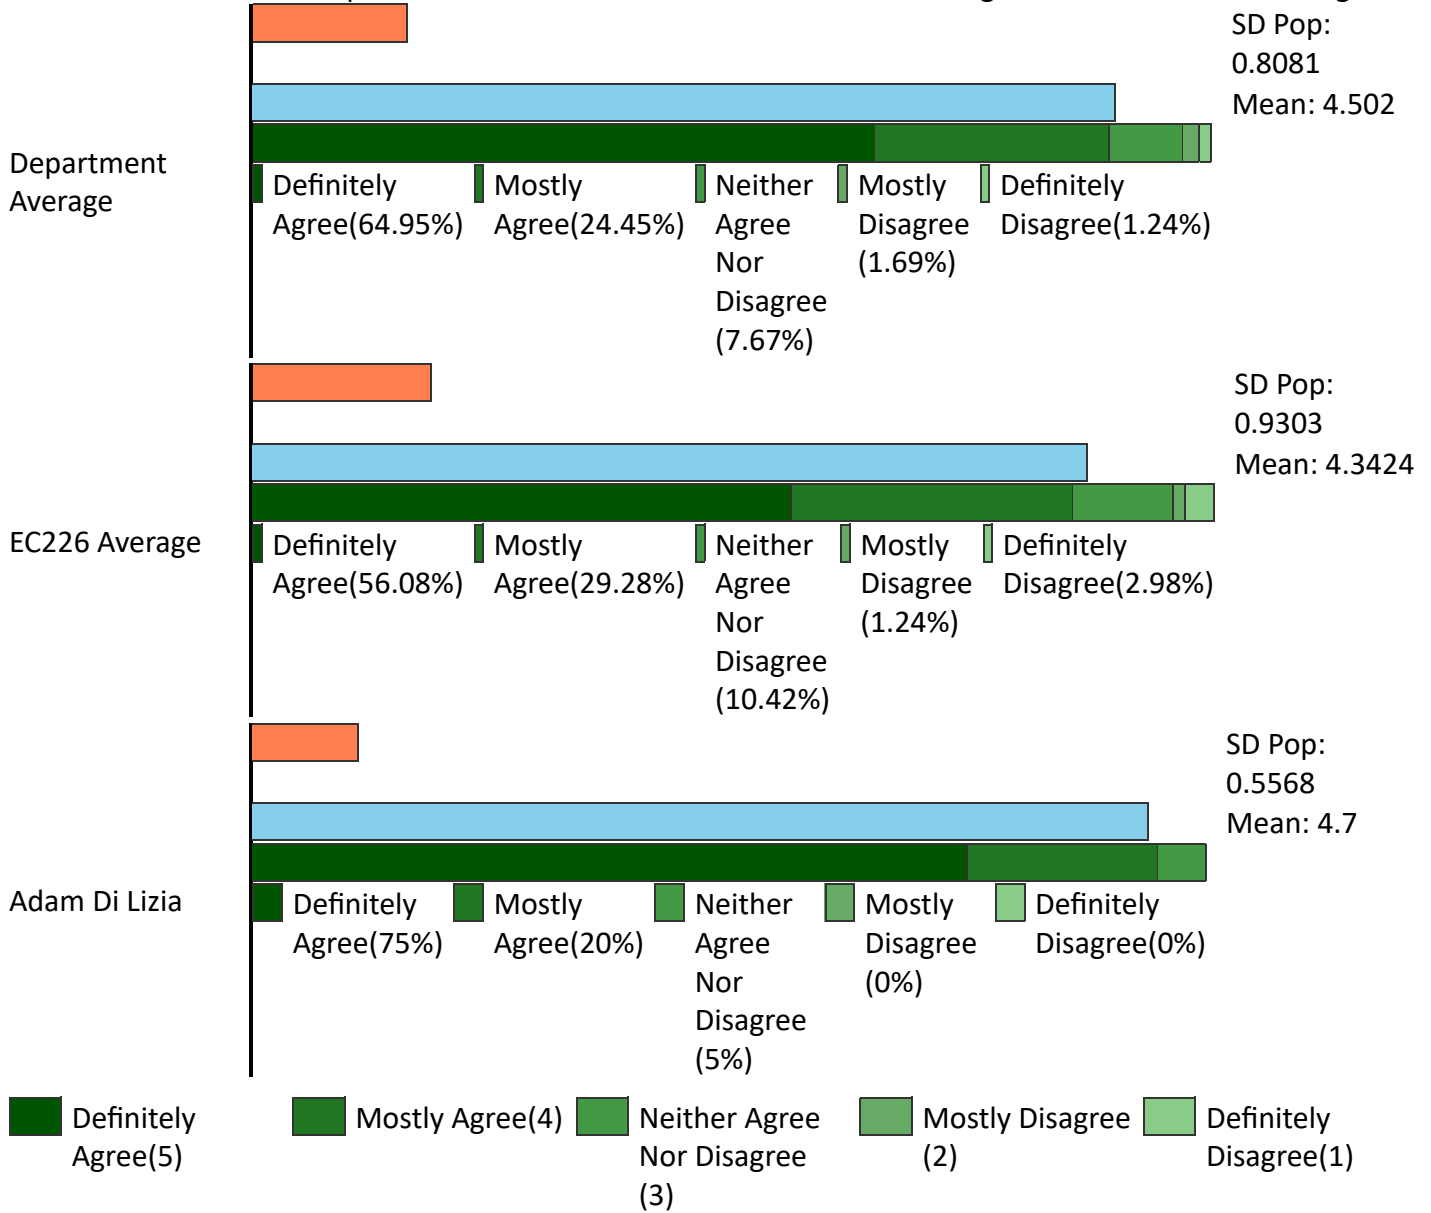 SD Pop:
0.8081
Mean: 4.502
Department
Average
Definitely
Agree(64.95%)
Mostly
Agree(24.45%)
Neither
Agree
Nor
Disagree
(7.67%)
Mostly
Disagree
(1.69%)
Definitely
Disagree(1.24%)
SD Pop:
0.9303
Mean: 4.3424
EC226 Average
Definitely
Agree(56.08%)
Mostly
Agree(29.28%)
Neither
Agree
Nor
Disagree
(10.42%)
Mostly
Disagree
(1.24%)
Definitely
Disagree(2.98%)
SD Pop:
0.5568
Mean: 4.7
Adam Di Lizia
Definitely
Agree(75%)
Mostly
Agree(20%)
Neither
Agree
Nor
Disagree
(5%)
Mostly
Disagree
(0%)
Definitely
Disagree(0%)
Definitely
Agree(5)
Mostly Agree(4)
Neither Agree
Nor Disagree
(3)
Mostly Disagree
(2)
Definitely
Disagree(1)